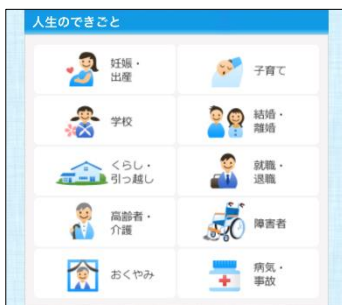 人生のできごと
妊娠・
出産
子育て
学校
結婚・
離婚
くらし・
引っ越し
就職・
退職
高齢者・
介護
障害者
おくやみ
病気・
事故